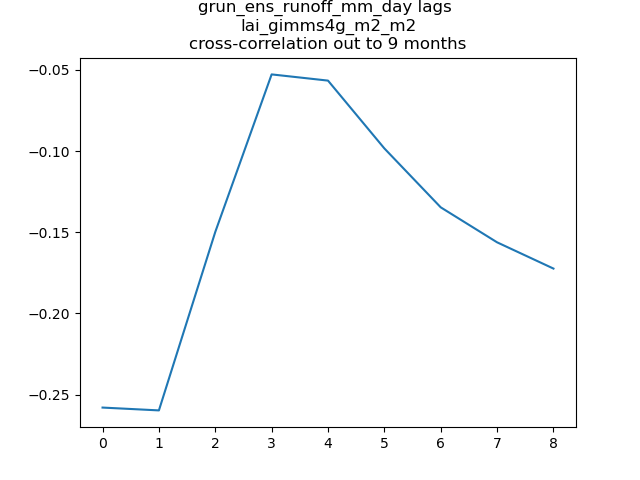 grun_ens_runoff_mm_day lags
lai_gimms4g_m2_m2
cross-correlation out to 9 months
−0.05
−0.10
−0.15
−0.20
−0.25
0 1 2 3 4 5 6 7 8